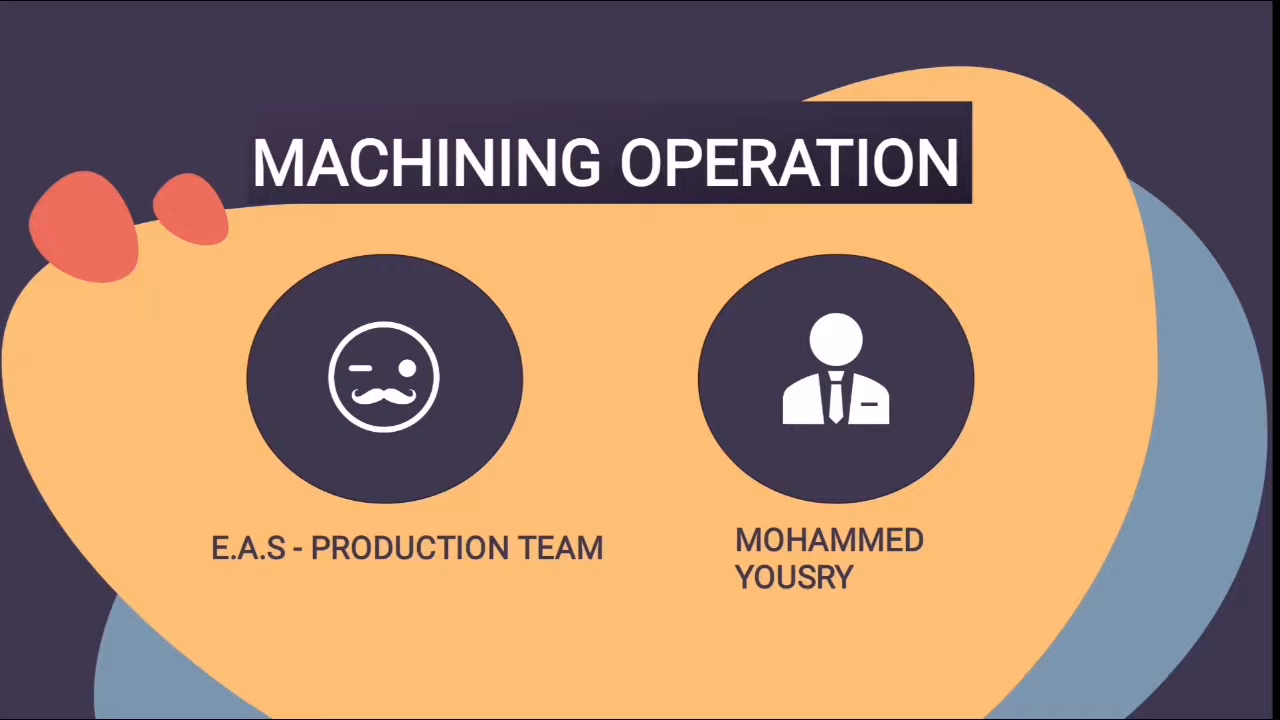 MACHINING OPERATION
E.A.S - PRODUCTION TEAM
MOHAMMED
YOUSRY